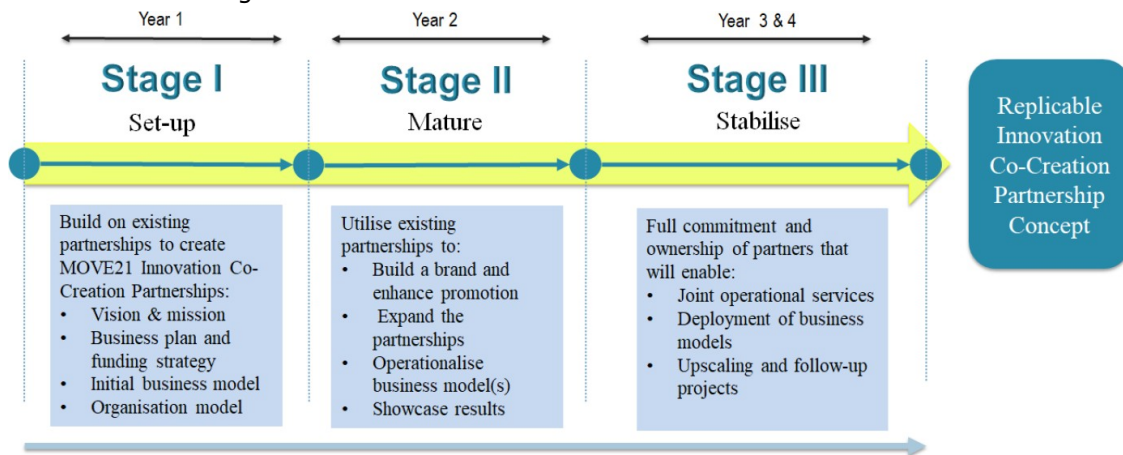 Year 1
Year 2
Year 3 & 4
Stage I
Set-up
Stage II
Mature
Stage III
Stabilise
Build on existing
partnerships to create
MOVE21 Innovation Co-
Creation Partnerships:
• Vision & mission
• Business plan and
funding strategy
• Initial business model
• Organisation model
Utilise existing
partnerships to:
• Build a brand and
enhance promotion
• Expand the
partnerships
• Operationalise
business model(s)
• Showcase results
Full commitment and
ownership of partners that
will enable:
• Joint operational services
• Deployment of business
models
• Upscaling and follow-up
projects
Replicable
Innovation
Co-Creation
Partnership
Concept